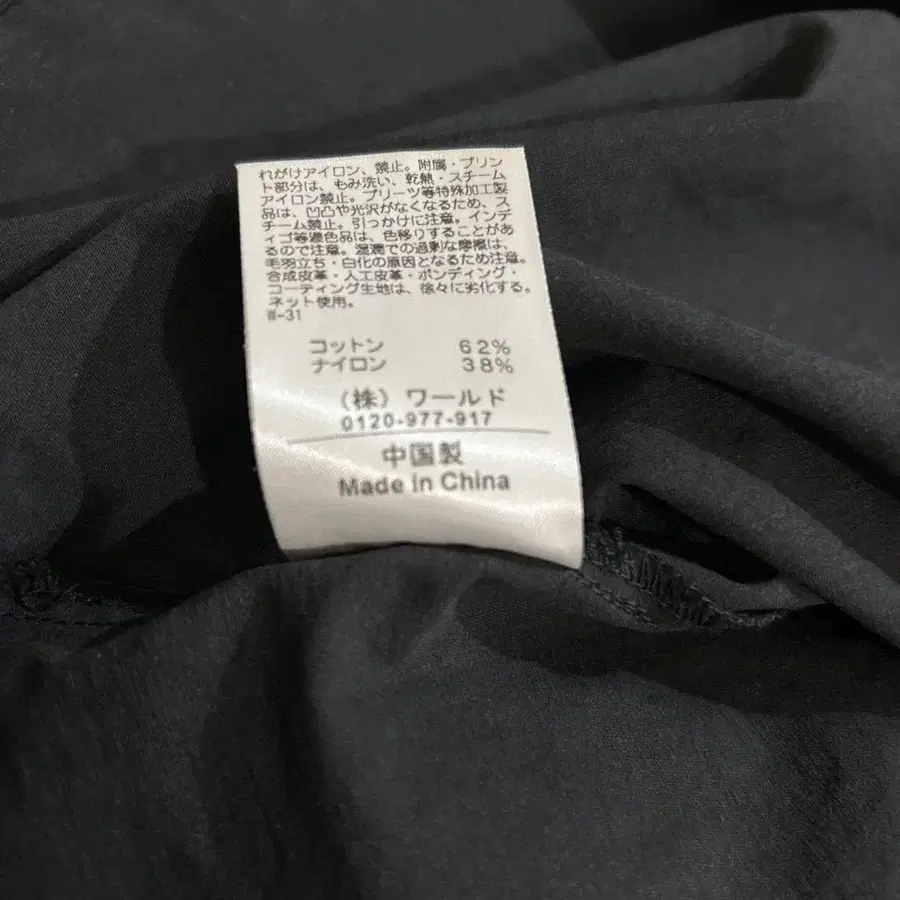 れがけアイロン、禁止。附属・プリン
ト部分は、もみ洗い、乾熱・スチーム
アイロン禁止。プリーツ等特殊加工製
品は、凹凸や光沢がなくなるため、ス
チーム禁止。引っかけに注意。インデ
ィゴ等濃色品は、色移りすることがあ
るので注意。湿潤での過剰な摩擦は、
毛羽立ち・白化の原因となるため注意。
合成皮革・人工皮革・ボンディング・
コーティング生地は、徐々に劣化する。
ネット使用。
W-31
コットン 62%
ナイロン 38%
(株)ワールド
0120-977-917
中国製
Made in China